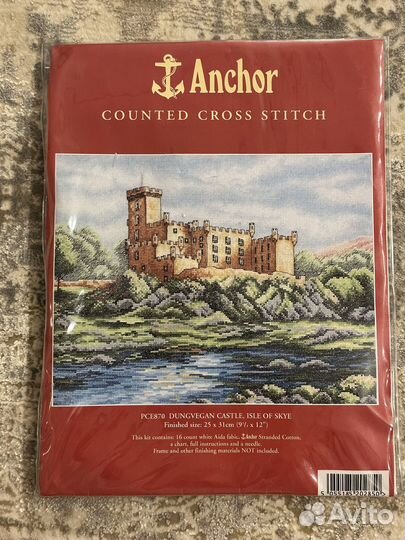 Anchor
COUNTED CROSS STITCH
PCE870 DUNGVEGAN CASTLE, ISLE OF SKYE
Finished size: 25 x 31cm (9¾ x 12")
This kit contains: 16 count white Aida fabic, Anchor Stranded Cotton,
a chart, full instructions and a needle.
Frame and other finishing materials NOT included.
Avito